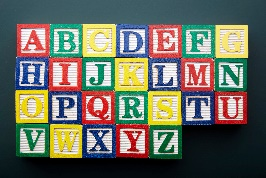 ABCDEFG
HIJKLMN
OPQRSTU
VWXYZ